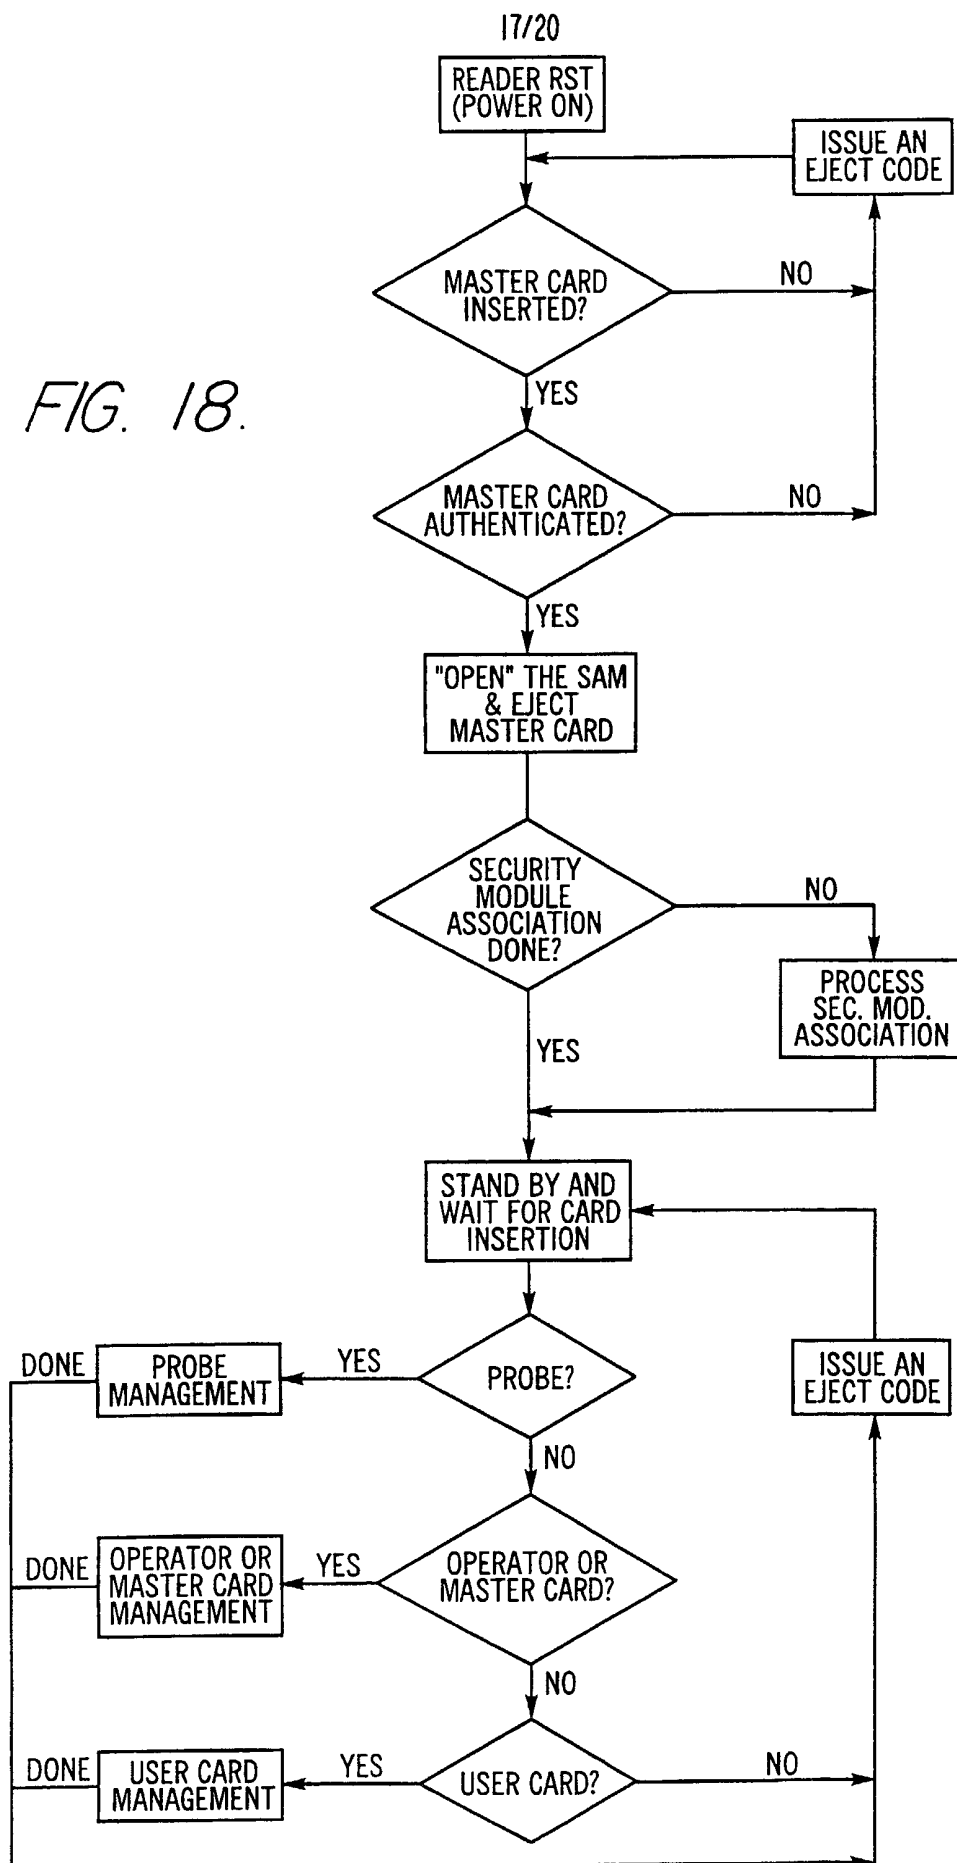 17/20
READER RST
(POWER ON)
ISSUE AN
EJECT CODE
MASTER CARD
INSERTED?
NO
YES
FIG. 18.
MASTER CARD
AUTHENTICATED?
NO
YES
"OPEN" THE SAM
& EJECT
MASTER CARD
SECURITY
MODULE
ASSOCIATION
DONE?
NO
PROCESS
SEC. MOD.
ASSOCIATION
YES
STAND BY AND
WAIT FOR CARD
INSERTION
DONE
PROBE
MANAGEMENT
YES
PROBE?
ISSUE AN
EJECT CODE
NO
DONE
OPERATOR OR
MASTER CARD
MANAGEMENT
YES
OPERATOR OR
MASTER CARD?
NO
DONE
USER CARD
MANAGEMENT
YES
USER CARD?
NO